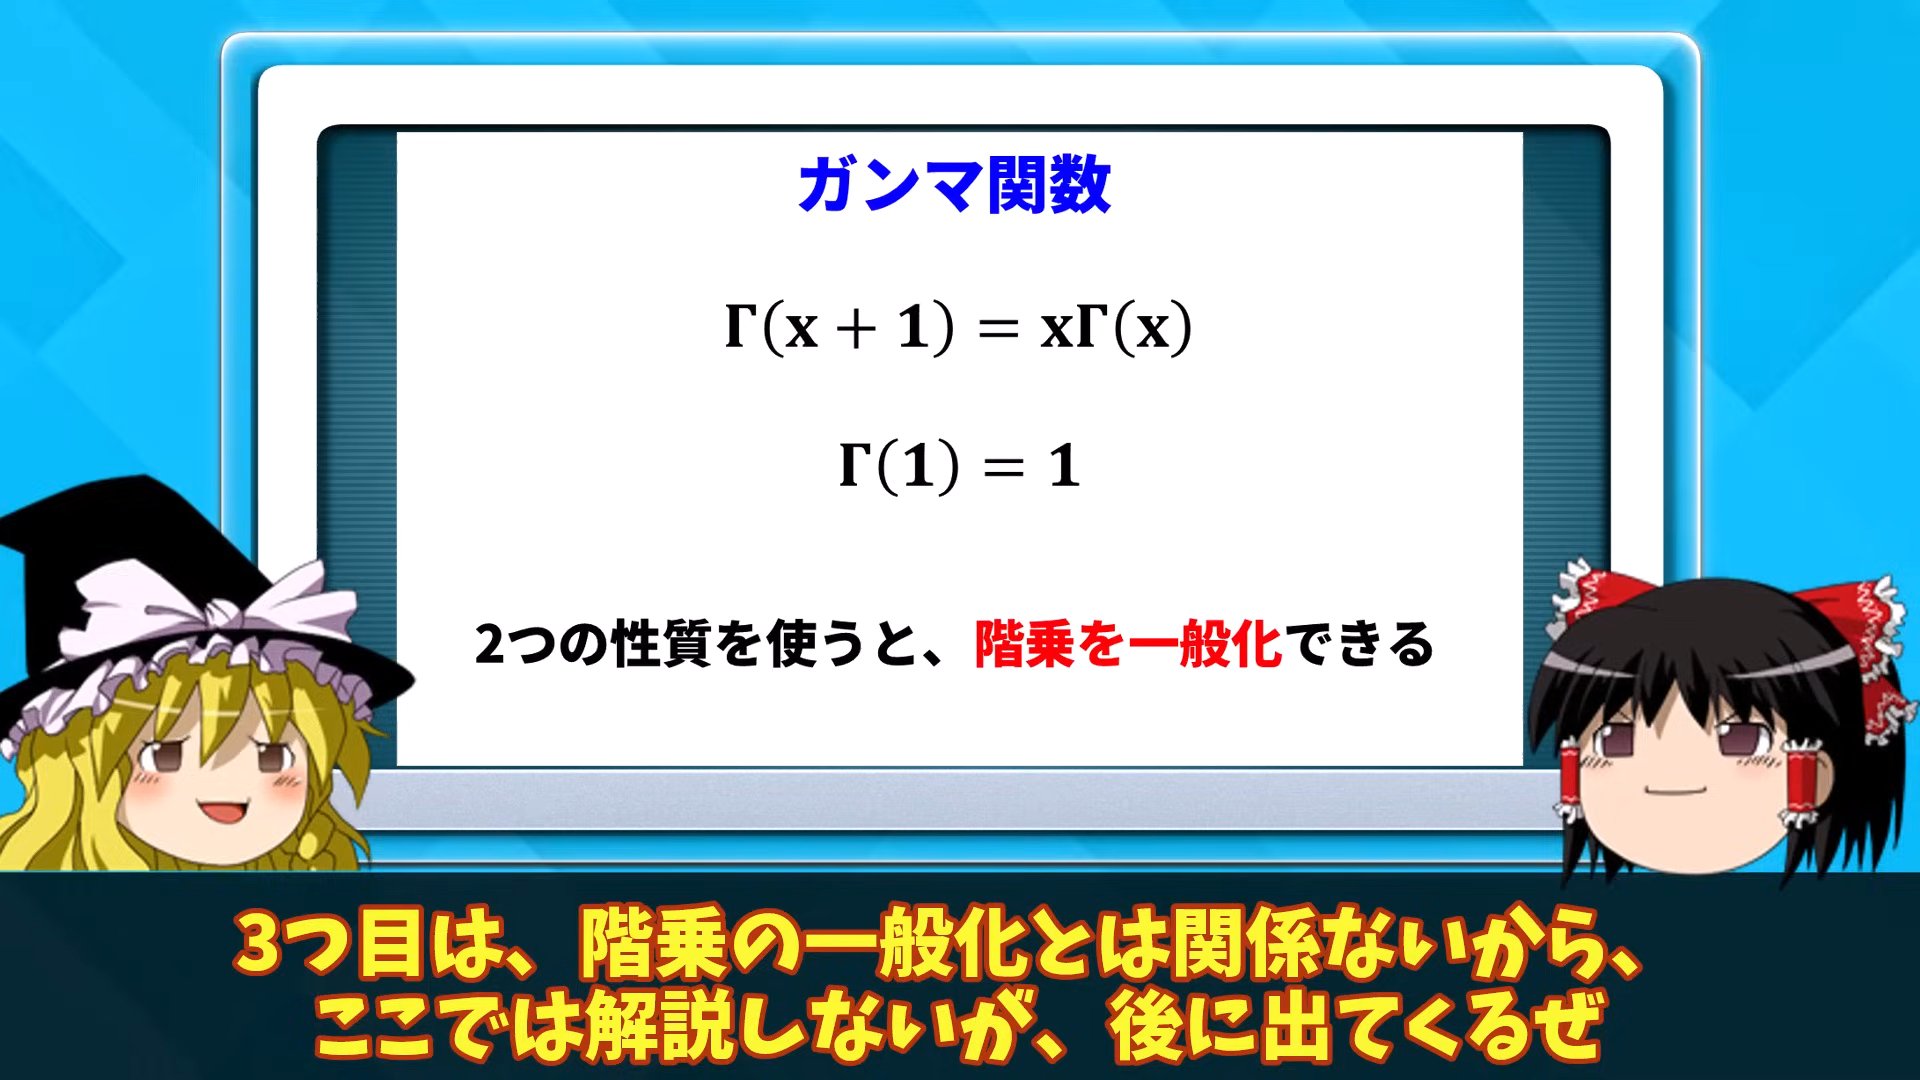 ガンマ関数
Γ(x + 1) = xΓ(x)
Γ(1) = 1
2つの性質を使うと、階乗を一般化できる
3つ目は、階乗の一般化とは関係ないから、
ここでは解説しないが、後に出てくるぜ